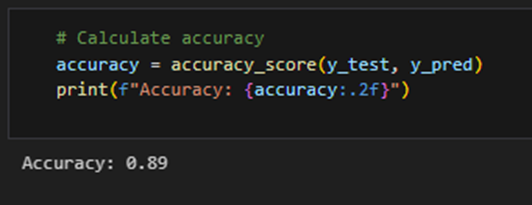 # Calculate accuracy
accuracy = accuracy_score(y_test, y_pred)
print(f"Accuracy: {accuracy:.2f}")
Accuracy: 0.89